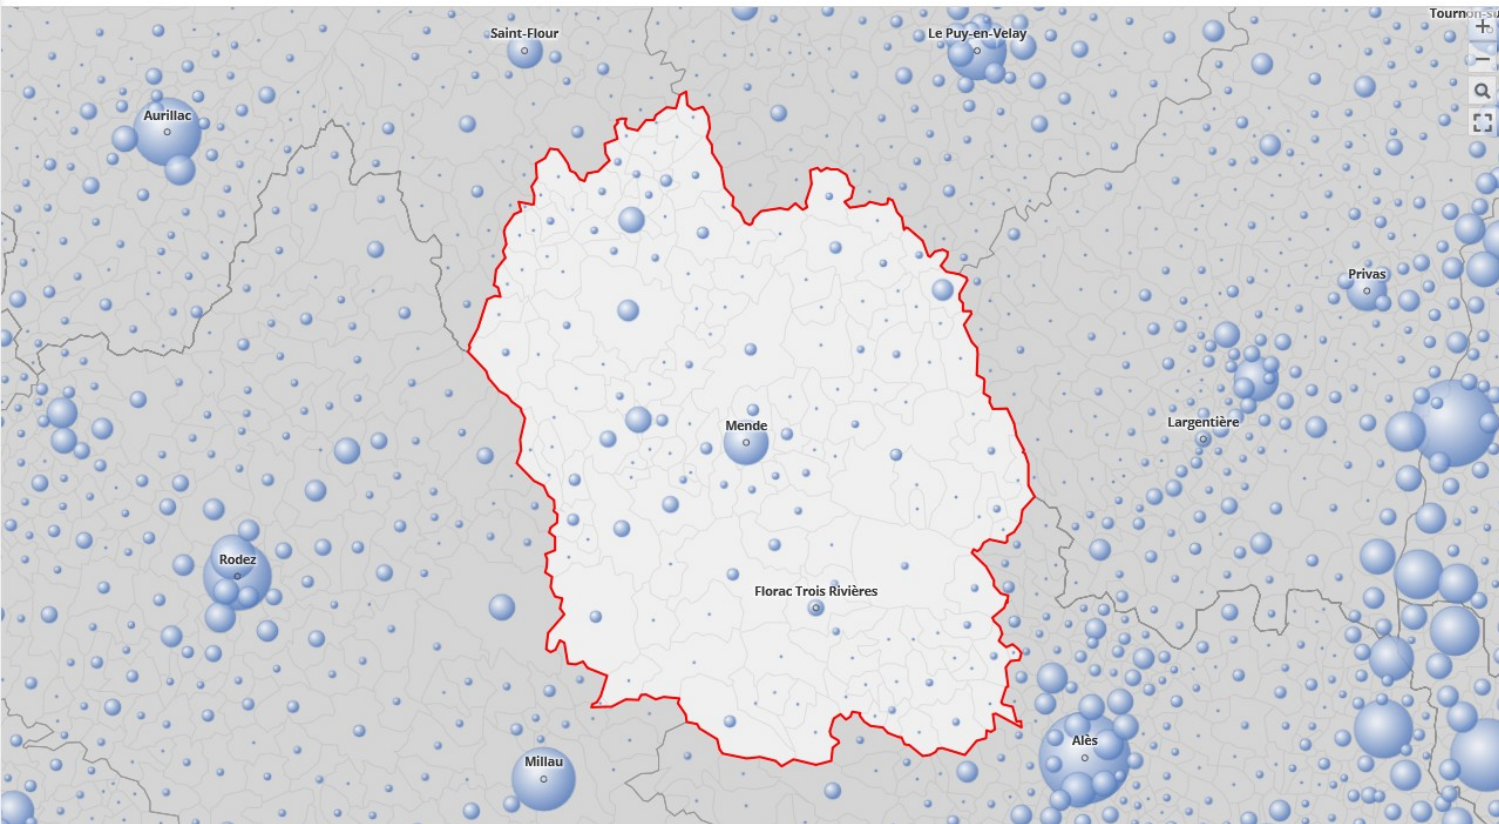 Saint-Flour
Le Puy-en-Velay
Aurillac
Privas
Largentière
Mende
Rodez
Florac Trois Rivières
Alès
Millau